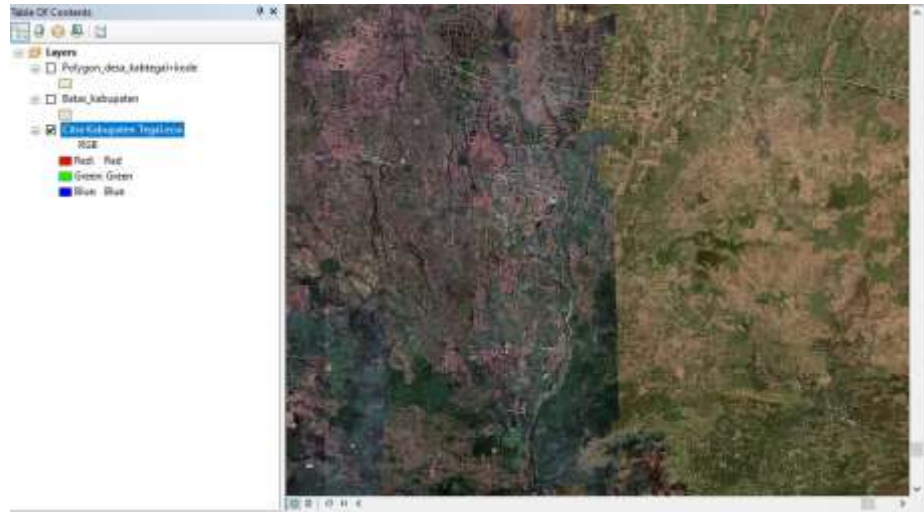 Table Of Contents
Layers
Polygon_desa_kabtegal+kode
Batas_kabupaten
Citra Kabupaten Tegal.ecw
RGB
Red: Red
Green: Green
Blue: Blue